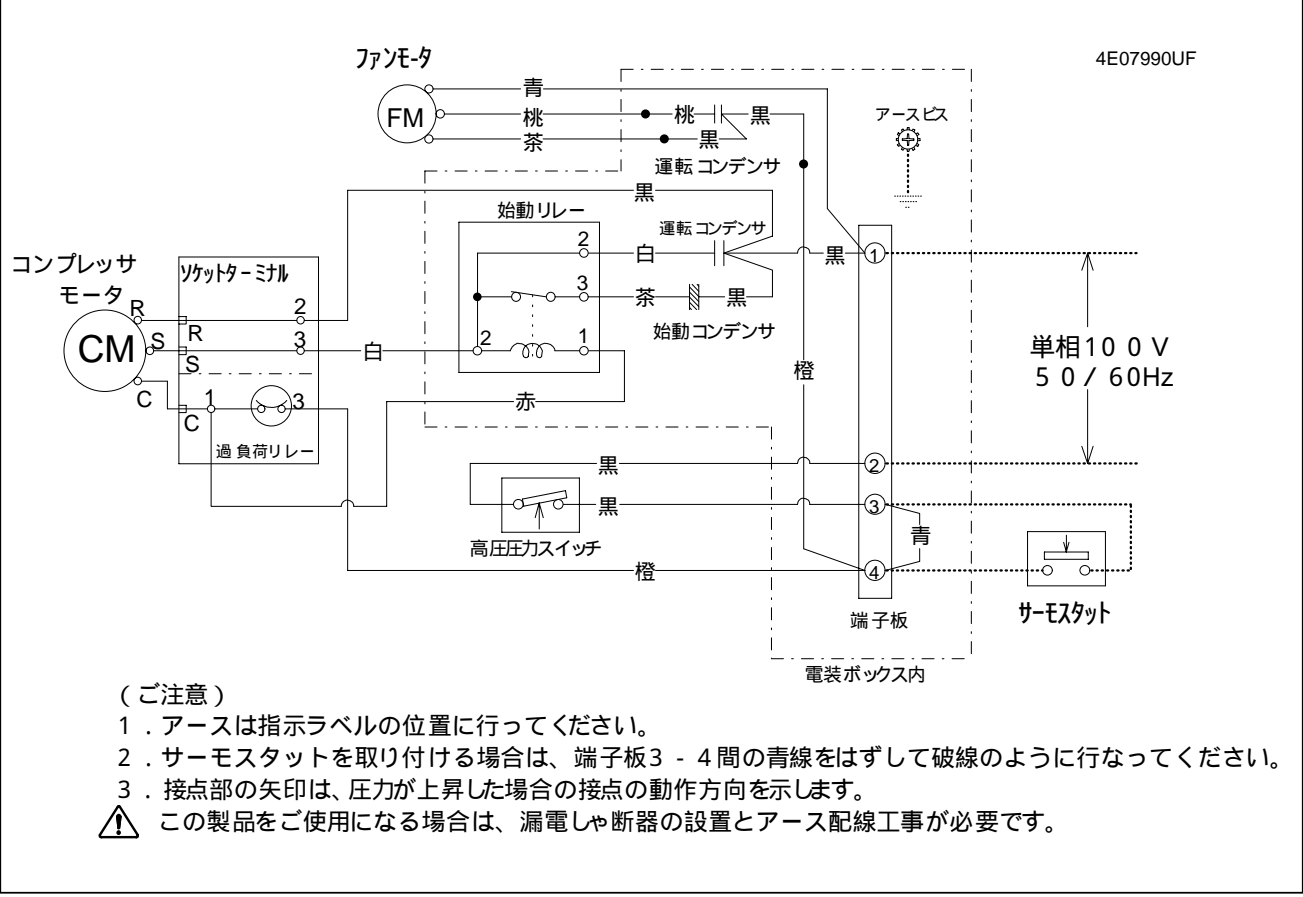 ファンモータ
4E07990UF
FM
青
桃
桃
黒
茶
黒
運転コンデンサ
アースビス
黒
始動リレー
運転コンデンサ
2
白
黒
1
3
茶
黒
始動コンデンサ
2
1
コンプレッサ
モータ
CM
R
S
C
ソケットターミナル
R
2
S
3
白
C
1
3
過負荷リレー
赤
橙
単相100V
50/60Hz
黒
2
黒
3
高圧圧力スイッチ
青
橙
4
サーモスタット
端子板
電装ボックス内
(ご注意)
1.アースは指示ラベルの位置に行ってください。
2.サーモスタットを取り付ける場合は、端子板3-4間の青線をはずして破線のように行なってください。
3.接点部の矢印は、圧力が上昇した場合の接点の動作方向を示します。
この製品をご使用になる場合は、漏電しゃ断器の設置とアース配線工事が必要です。